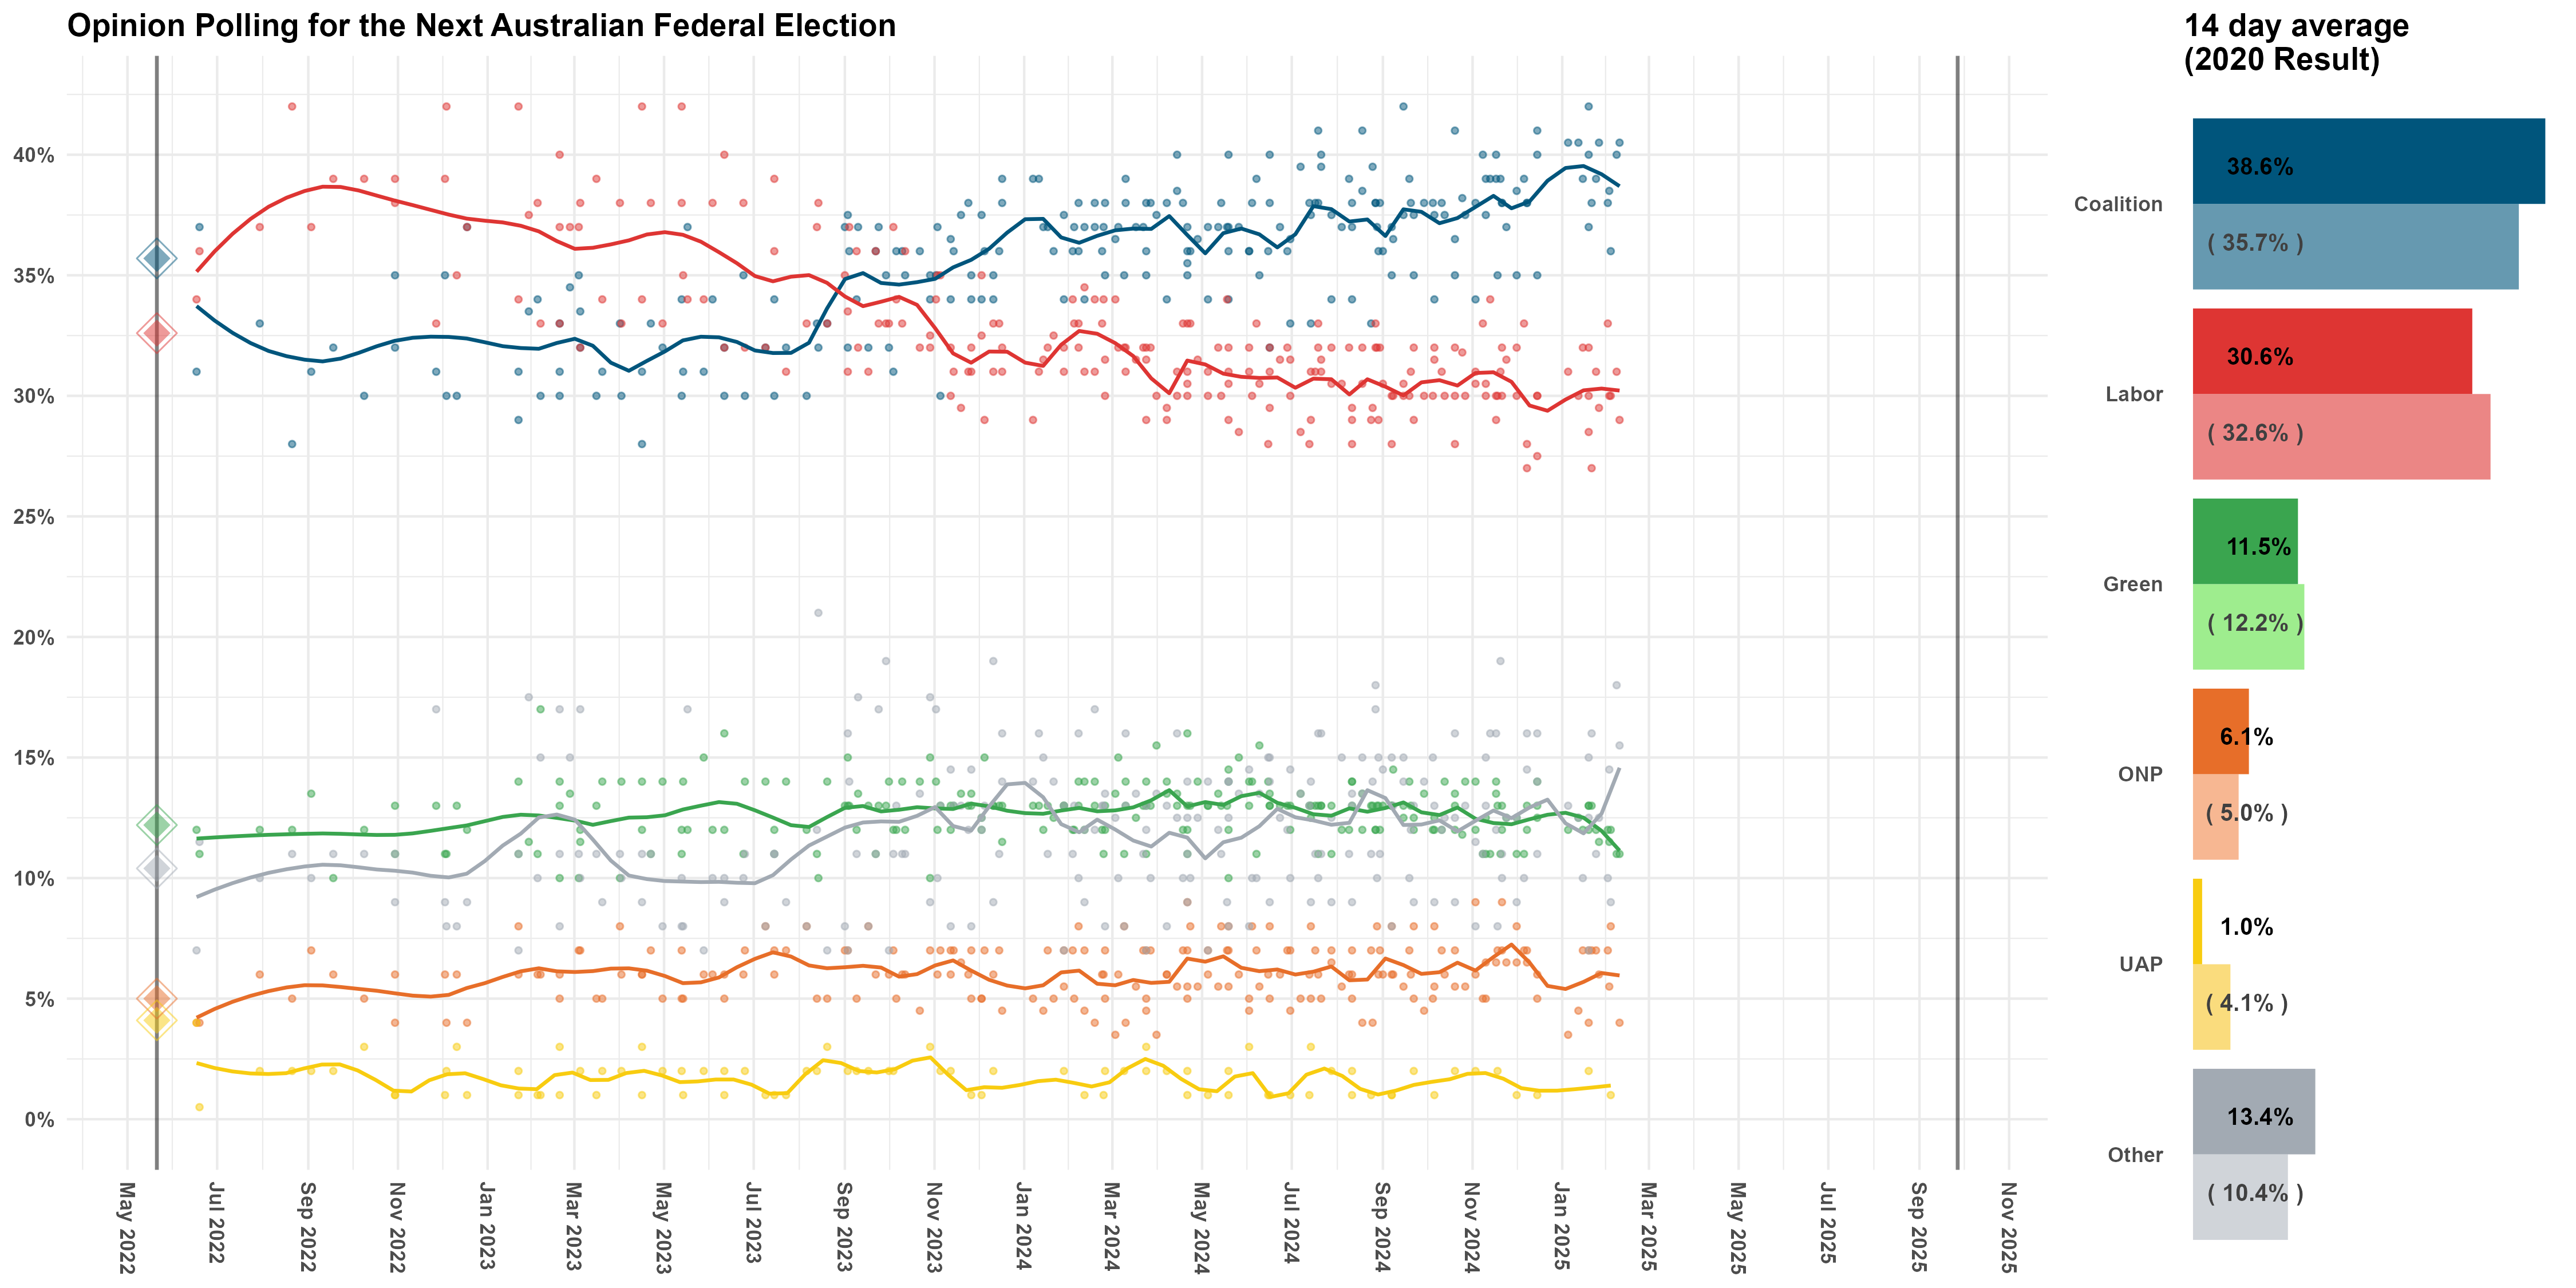 Opinion Polling for the Next Australian Federal Election
14 day average
(2020 Result)
40%
35%
30%
25%
20%
15%
10%
5%
0%
May 2022
Jul 2022
Sep 2022
Nov 2022
Jan 2023
Mar 2023
May 2023
Jul 2023
Sep 2023
Nov 2023
Jan 2024
Mar 2024
May 2024
Jul 2024
Sep 2024
Nov 2024
Jan 2025
Mar 2025
May 2025
Jul 2025
Sep 2025
Nov 2025
Coalition
38.6%
( 35.7% )
Labor
30.6%
( 32.6% )
Green
11.5%
( 12.2% )
ONP
6.1%
( 5.0% )
UAP
1.0%
( 4.1% )
Other
13.4%
( 10.4% )